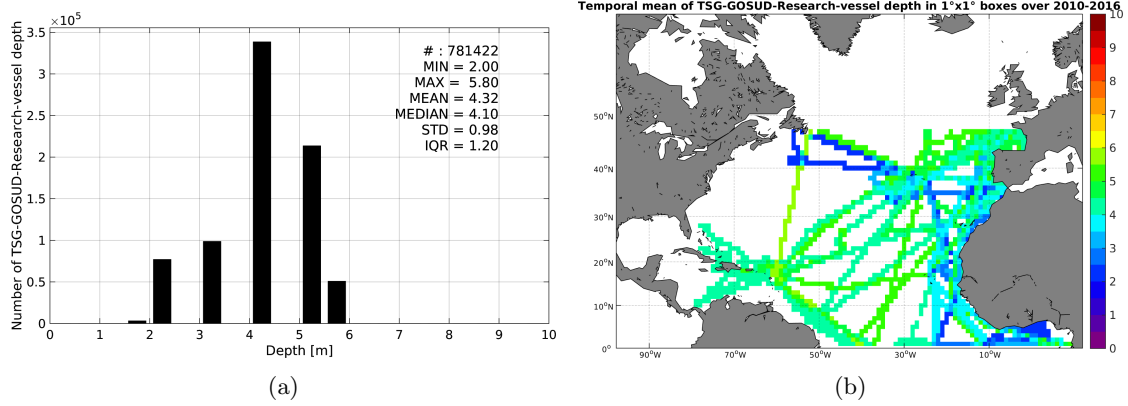 ×10⁵
Number of TSG-GOSUD-Research-vessel depth
3.5
3
2.5
2
1.5
1
0.5
0
0 1 2 3 4 5 6 7 8 9 10
Depth [m]
# : 781422
MIN = 2.00
MAX = 5.80
MEAN = 4.32
MEDIAN = 4.10
STD = 0.98
IQR = 1.20
(a)
Temporal mean of TSG-GOSUD-Research-vessel depth in 1°x1° boxes over 2010-2016
50°N
40°N
30°N
20°N
10°N
0°
90°W 70°W 50°W 30°W 10°W
10
9
8
7
6
5
4
3
2
1
0
(b)